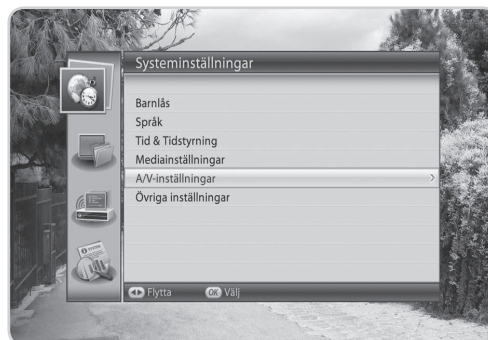 Systeminställningar
Barnlås
Språk
Tid & Tidstyrning
Mediainställningar
A/V-inställningar
Övriga inställningar
Flytta OK Välj